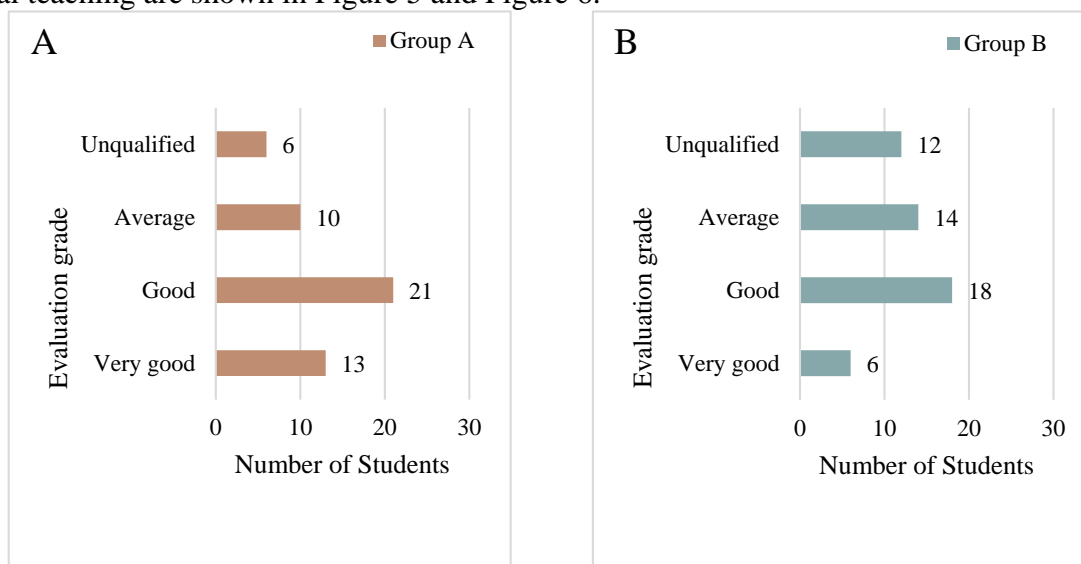 al teaching are shown in Figure 5 and Figure 6.
A
Group A
Unqualified 6
Average 10
Good 21
Very good 13
Evaluation grade
0 10 20 30
Number of Students
B
Group B
Unqualified 12
Average 14
Good 18
Very good 6
Evaluation grade
0 10 20 30
Number of Students